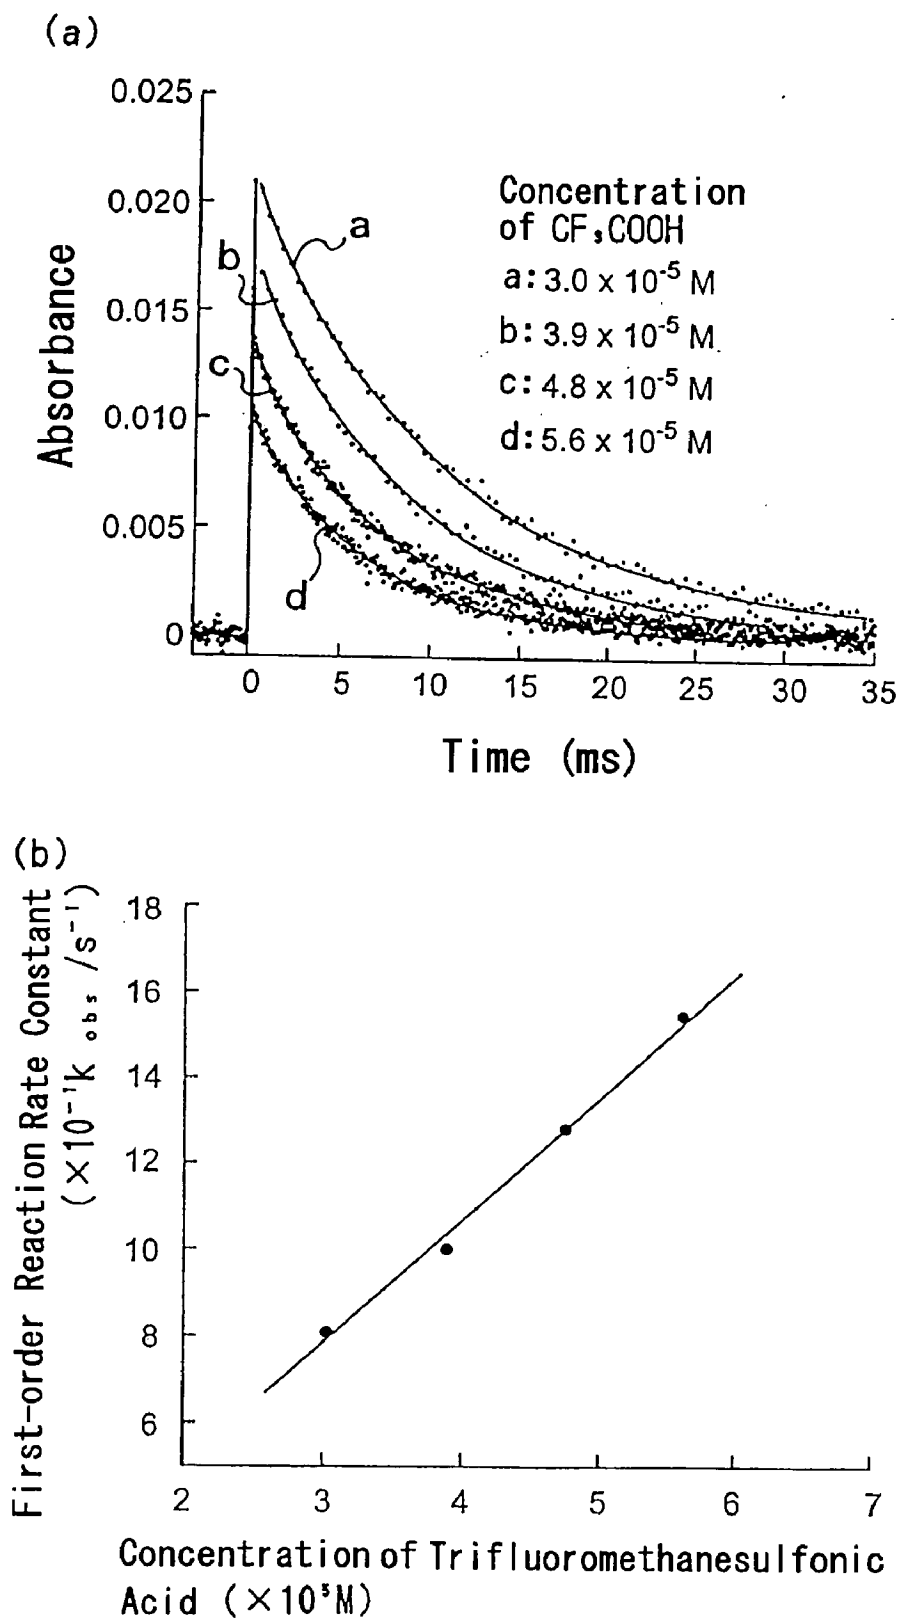 (a)
0.025
0.020
0.015
0.010
0.005
0
Absorbance
a
b
c
d
Concentration
of CF₃COOH
a: 3.0 x 10⁻⁵ M
b: 3.9 x 10⁻⁵ M
c: 4.8 x 10⁻⁵ M
d: 5.6 x 10⁻⁵ M
0 5 10 15 20 25 30 35
Time (ms)
(b)
First-order Reaction Rate Constant
(×10⁻¹k obs /s⁻¹)
18
16
14
12
10
8
6
2 3 4 5 6 7
Concentration of Trifluoromethanesulfonic
Acid (×10⁵M)